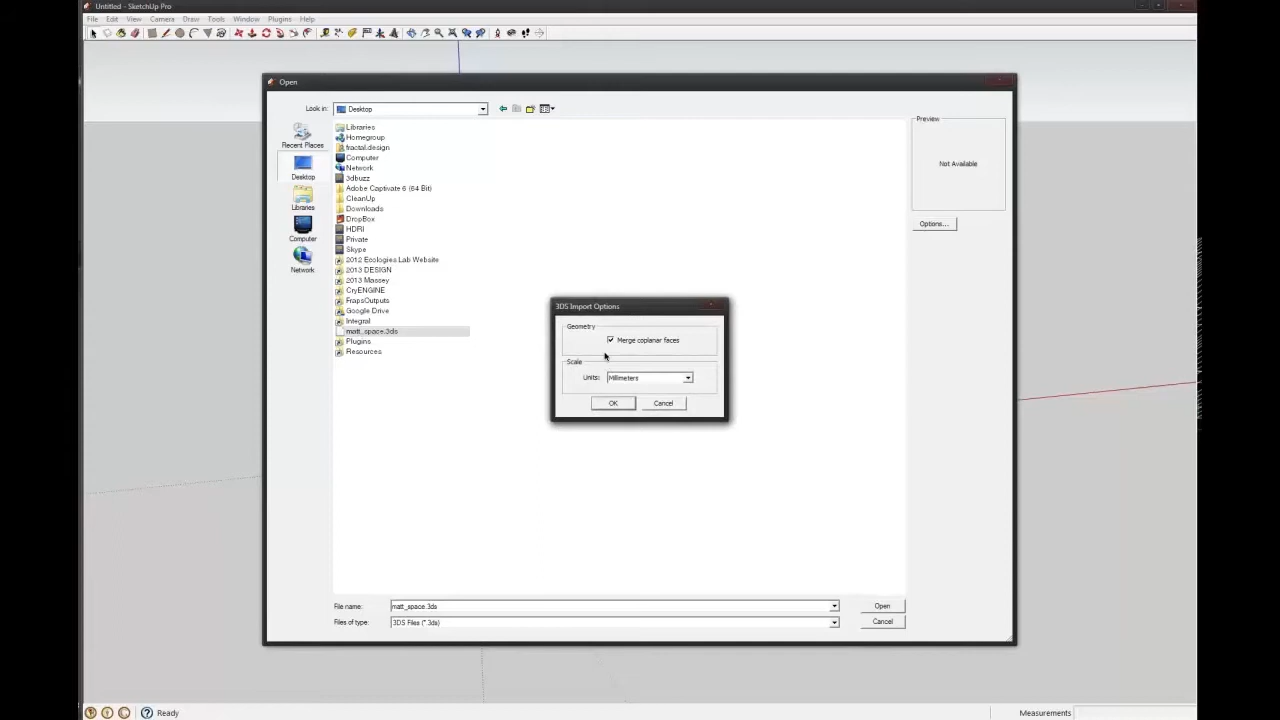 Untitled - SketchUp Pro
File Edit View Camera Draw Tools Window Plugins Help
Open
Look in: Desktop
Recent Places
Desktop
Libraries
Computer
Network
Libraries
Homegroup
fractal.design
Computer
Network
3dbuzz
Adobe Captivate 6 (64 Bit)
CleanUp
Downloads
DropBox
HDRI
Private
Skype
2012 Ecologies Lab Website
2013 DESIGN
2013 Massey
CryENGINE
FrapsOutputs
Google Drive
Integral
matt_space.3ds
Plugins
Resources
Preview
Not Available
Options...
3DS Import Options
Geometry
Merge coplanar faces
Scale
Units: Millimeters
OK Cancel
File name: matt_space.3ds Open
Files of type: 3DS Files (*.3ds) Cancel
Ready Measurements